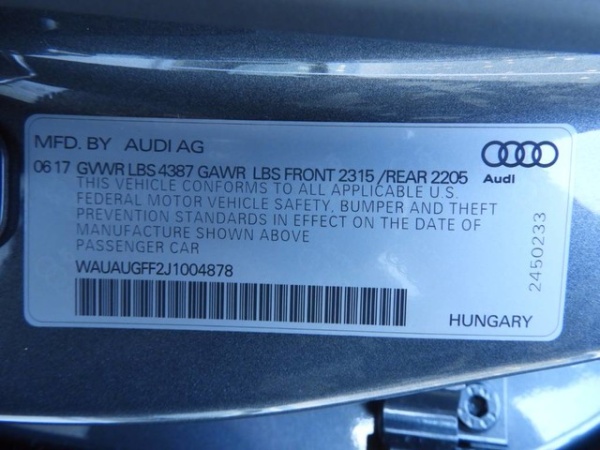 MFD. BY AUDI AG
06 17 GVWR LBS 4387 GAWR LBS FRONT 2315 / REAR 2205
THIS VEHICLE CONFORMS TO ALL APPLICABLE U.S.
FEDERAL MOTOR VEHICLE SAFETY, BUMPER AND THEFT
PREVENTION STANDARDS IN EFFECT ON THE DATE OF
MANUFACTURE SHOWN ABOVE
PASSENGER CAR
WAUAUGFF2J1004878
HUNGARY
Audi
2450233